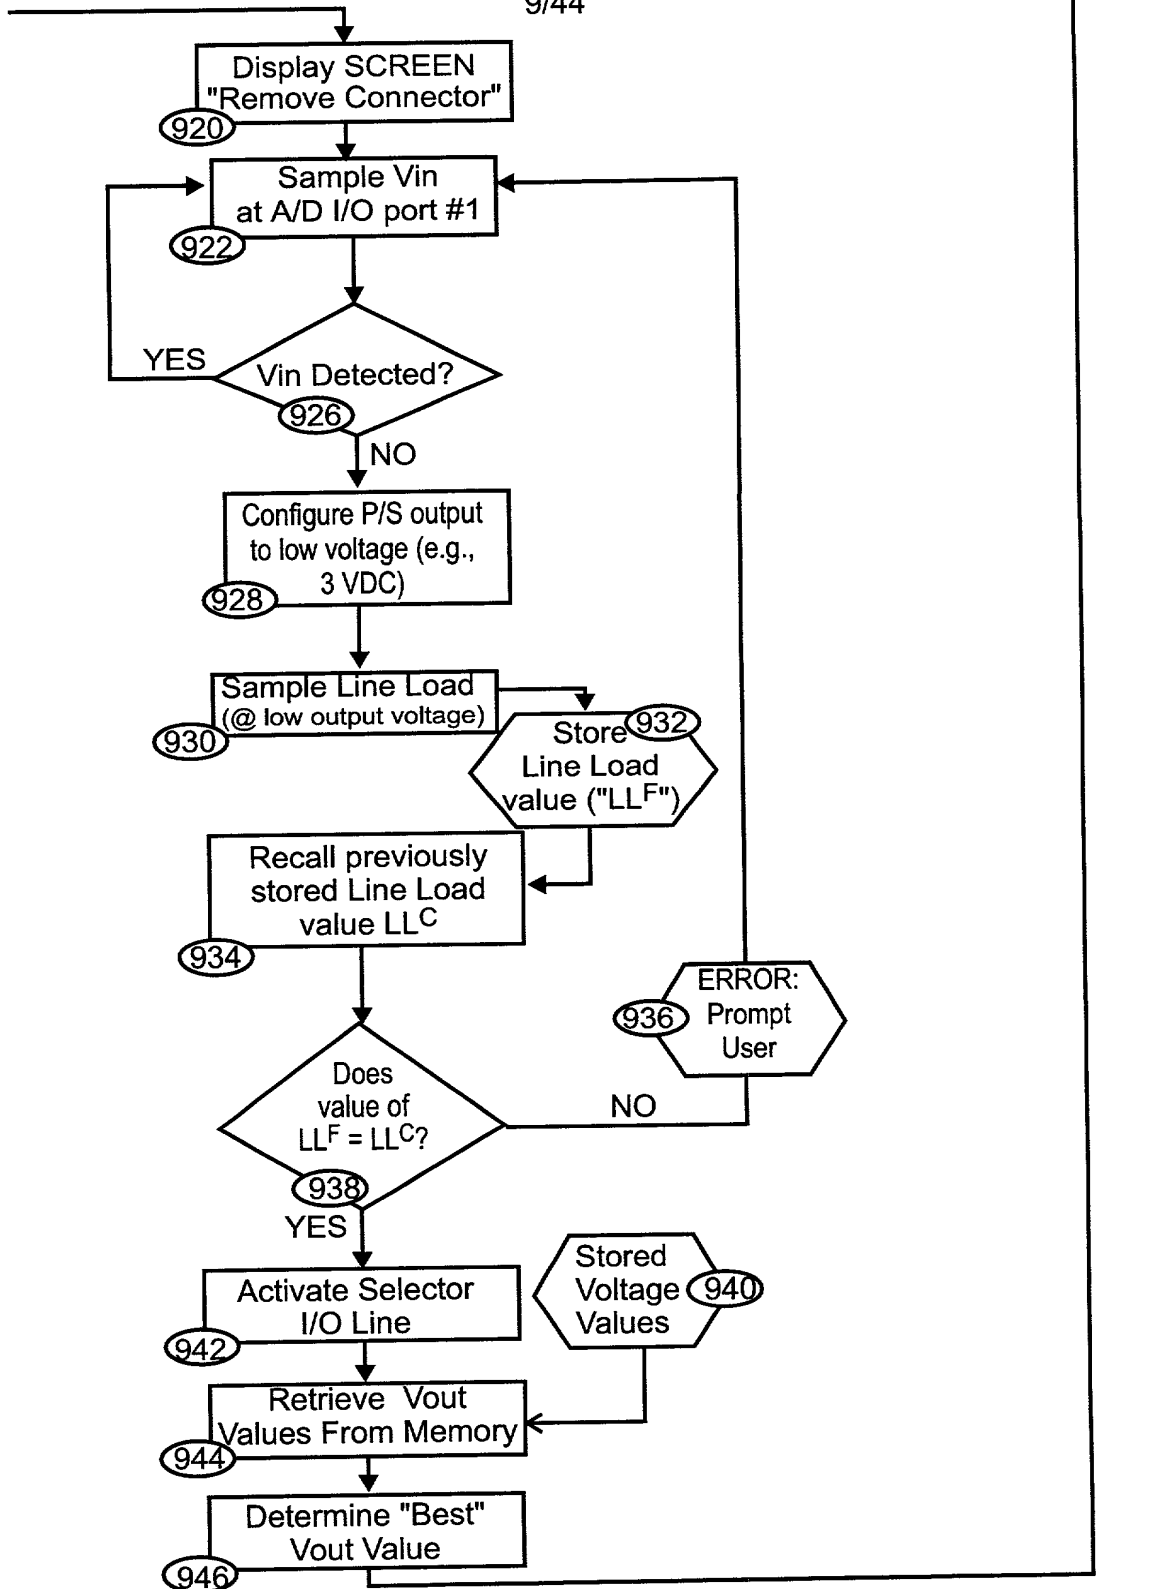 9/44
Display SCREEN
"Remove Connector"
920
Sample Vin
at A/D I/O port #1
922
YES
Vin Detected?
926
NO
Configure P/S output
to low voltage (e.g.,
3 VDC)
928
Sample Line Load
(@ low output voltage)
930
932
Store
Line Load
value ("LLF")
Recall previously
stored Line Load
value LLC
934
ERROR:
Prompt
User
936
Does
value of
LLF = LLC?
938
NO
YES
Stored
Voltage
Values
940
Activate Selector
I/O Line
942
Retrieve Vout
Values From Memory
944
Determine "Best"
Vout Value
946